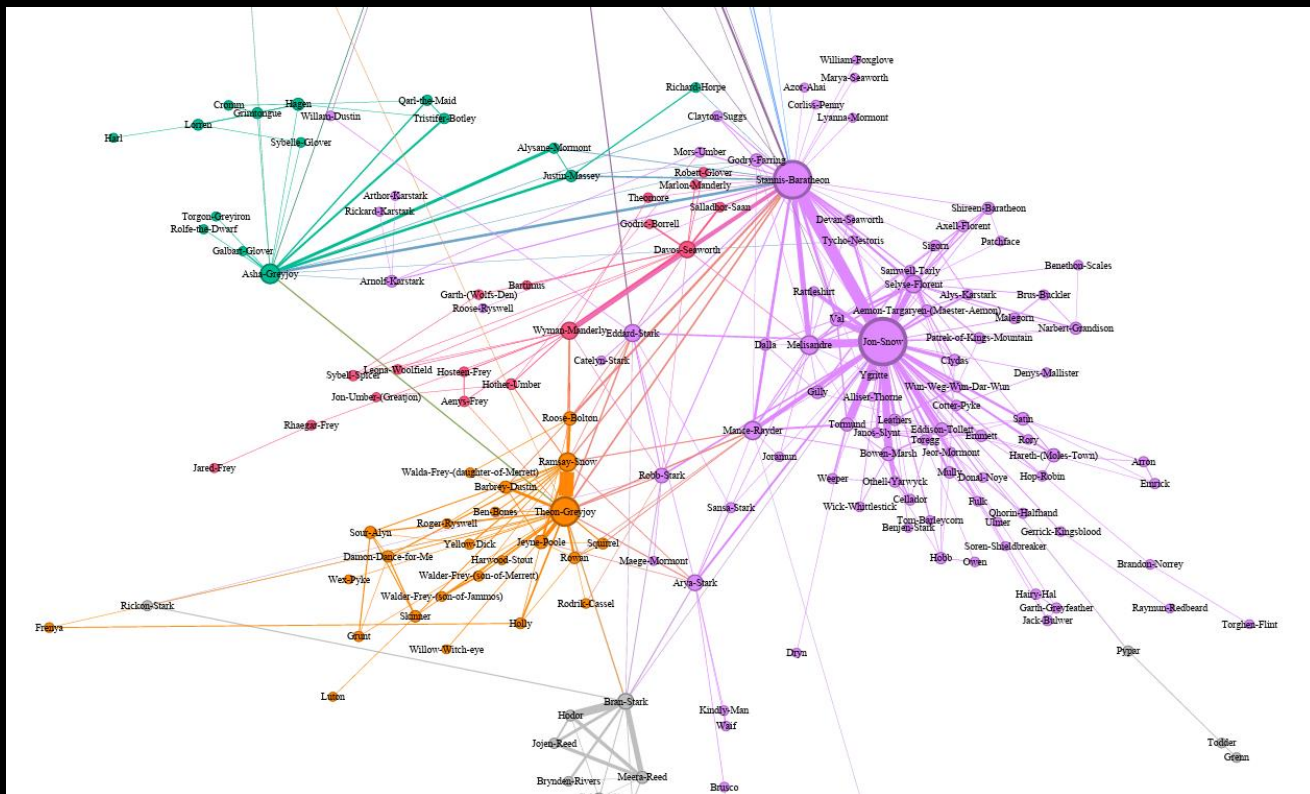 William-Foxglove
Marya-Seaworth
Richard-Horpe
Azor-Ahai
Qarl-the-Maid
Cromm
Hagen
Corliss-Penny
Grimtongue
Willam-Dustin
Clayton-Suggs
Lyanna-Mormont
Tristifer-Botley
Lorren
Harl
Sybelle-Glover
Alysane-Mormont
Mors-Umber
Godry-Farring
Robett-Glover
Justin-Massey
Stannis-Baratheon
Marlon-Manderly
Arthor-Karstark
Theomore
Salladhor-Saan
Rickard-Karstark
Shireen-Baratheon
Torgon-Greyiron
Devan-Seaworth
Godric-Borrell
Axell-Florent
Rolfe-the-Dwarf
Tycho-Nestoris
Patchface
Sigorn
Galbart-Glover
Davos-Seaworth
Benethon-Scales
Asha-Greyjoy
Samwell-Tarly
Arnolf-Karstark
Bartimus
Selyse-Florent
Rattleshirt
Garth-(Wolfs-Den)
Alys-Karstark
Brus-Buckler
Roose-Ryswell
Aemon-Targaryen-(Maester-Aemon)
Val
Malegorn
Narbert-Grandison
Wyman-Manderly
Eddard-Stark
Patrek-of-Kings-Mountain
Jon-Snow
Dalla
Melisandre
Catelyn-Stark
Clydas
Leona-Woolfield
Hosteen-Frey
Denys-Mallister
Sybell-Spicer
Ygritte
Hother-Umber
Wun-Weg-Wun-Dar-Wun
Gilly
Jon-Umber-(Greatjon)
Alliser-Thorne
Aenys-Frey
Cotter-Pyke
Roose-Bolton
Satin
Leathers
Rhaegar-Frey
Tormund
Mance-Rayder
Eddison-Tollett
Janos-Slynt
Emmett
Toregg
Rory
Bowen-Marsh
Jeor-Mormont
Hareth-(Moles-Town)
Joramun
Ramsay-Snow
Arron
Jared-Frey
Walda-Frey-(daughter-of-Merrett)
Mully
Robb-Stark
Donal-Noye
Hop-Robin
Weeper
Othell-Yarwyck
Emrick
Barbrey-Dustin
Cellador
Fulk
Wick-Whittlestick
Sansa-Stark
Ben-Bones
Theon-Greyjoy
Qhorin-Halfhand
Tom-Barleycorn
Roger-Ryswell
Ulmer
Benjen-Stark
Gerrick-Kingsblood
Sour-Alyn
Yellow-Dick
Jeyne-Poole
Squirrel
Soren-Shieldbreaker
Damon-Dance-for-Me
Harwood-Stout
Rowan
Hobb
Owen
Maege-Mormont
Brandon-Norrey
Wex-Pyke
Walder-Frey-(son-of-Merrett)
Arya-Stark
Hairy-Hal
Walder-Frey-(son-of-Jammos)
Rickon-Stark
Rodrik-Cassel
Garth-Greyfeather
Raymun-Redbeard
Skinner
Jack-Bulwer
Frenya
Holly
Torghen-Flint
Grunt
Willow-Witch-eye
Dryn
Pypar
Luton
Bran-Stark
Kindly-Man
Hodor
Waif
Jojen-Reed
Todder
Grenn
Brynden-Rivers
Meera-Reed
Brusco